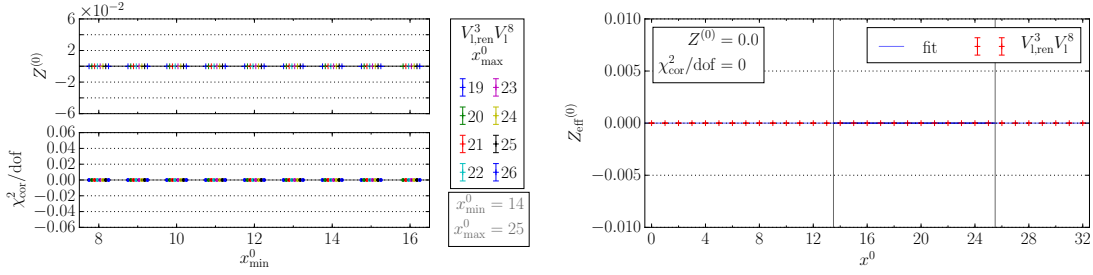 6 ×10⁻²
2
−2
−6
Z⁽⁰⁾
0.06
0.04
0.02
0.00
−0.02
−0.04
−0.06
χ²cor/dof
8 10 12 14 16
x⁰min
V³l,ren V⁸l
x⁰max
19 23
20 24
21 25
22 26
x⁰min = 14
x⁰max = 25
0.010
0.005
0.000
−0.005
−0.010
Zeff⁽⁰⁾
Z⁽⁰⁾ = 0.0
χ²cor/dof = 0
fit V³l,ren V⁸l
0 4 8 12 16 20 24 28 32
x⁰